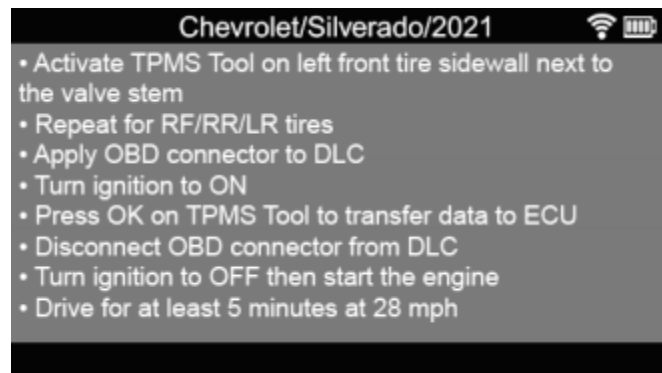 Chevrolet/Silverado/2021
• Activate TPMS Tool on left front tire sidewall next to
the valve stem
• Repeat for RF/RR/LR tires
• Apply OBD connector to DLC
• Turn ignition to ON
• Press OK on TPMS Tool to transfer data to ECU
• Disconnect OBD connector from DLC
• Turn ignition to OFF then start the engine
• Drive for at least 5 minutes at 28 mph